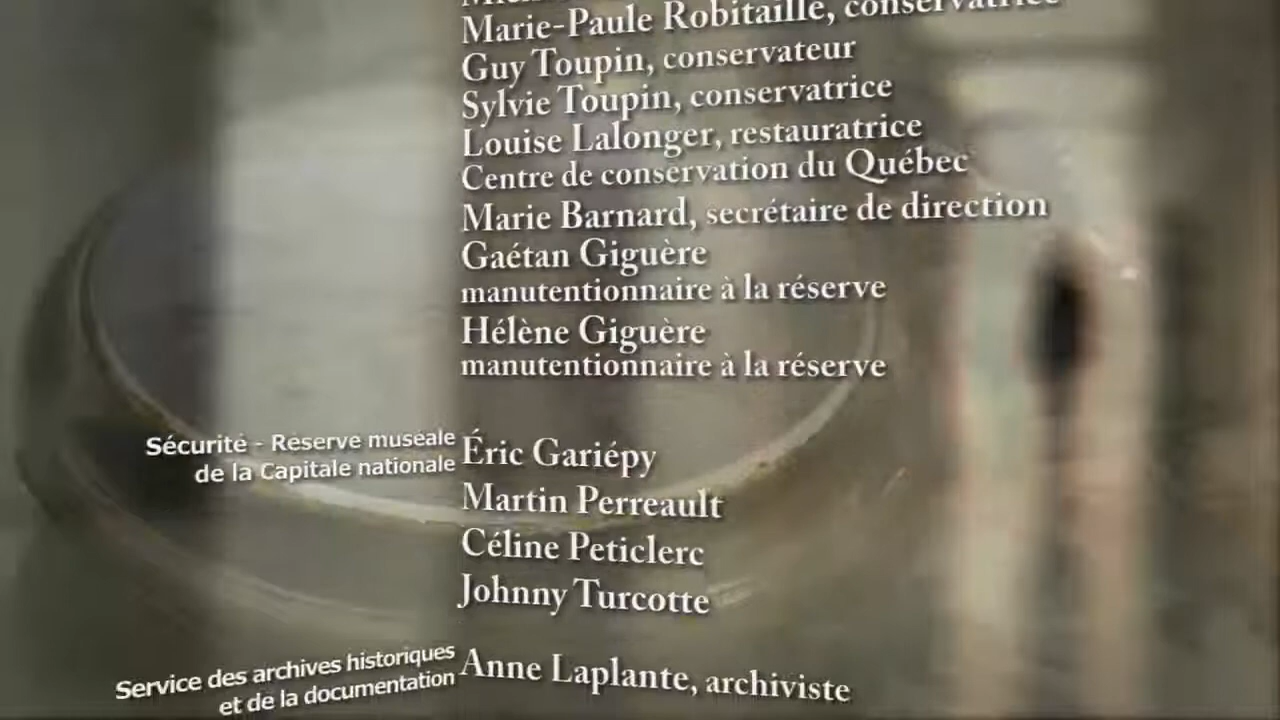 Marie-Paule Robitaille, conservatrice
Guy Toupin, conservateur
Sylvie Toupin, conservatrice
Louise Lalonger, restauratrice
Centre de conservation du Québec
Marie Barnard, secrétaire de direction
Gaétan Giguère
manutentionnaire à la réserve
Hélène Giguère
manutentionnaire à la réserve
Sécurité - Réserve muséale
de la Capitale nationale
Éric Gariépy
Martin Perreault
Céline Peticlerc
Johnny Turcotte
Service des archives historiques
et de la documentation
Anne Laplante, archiviste